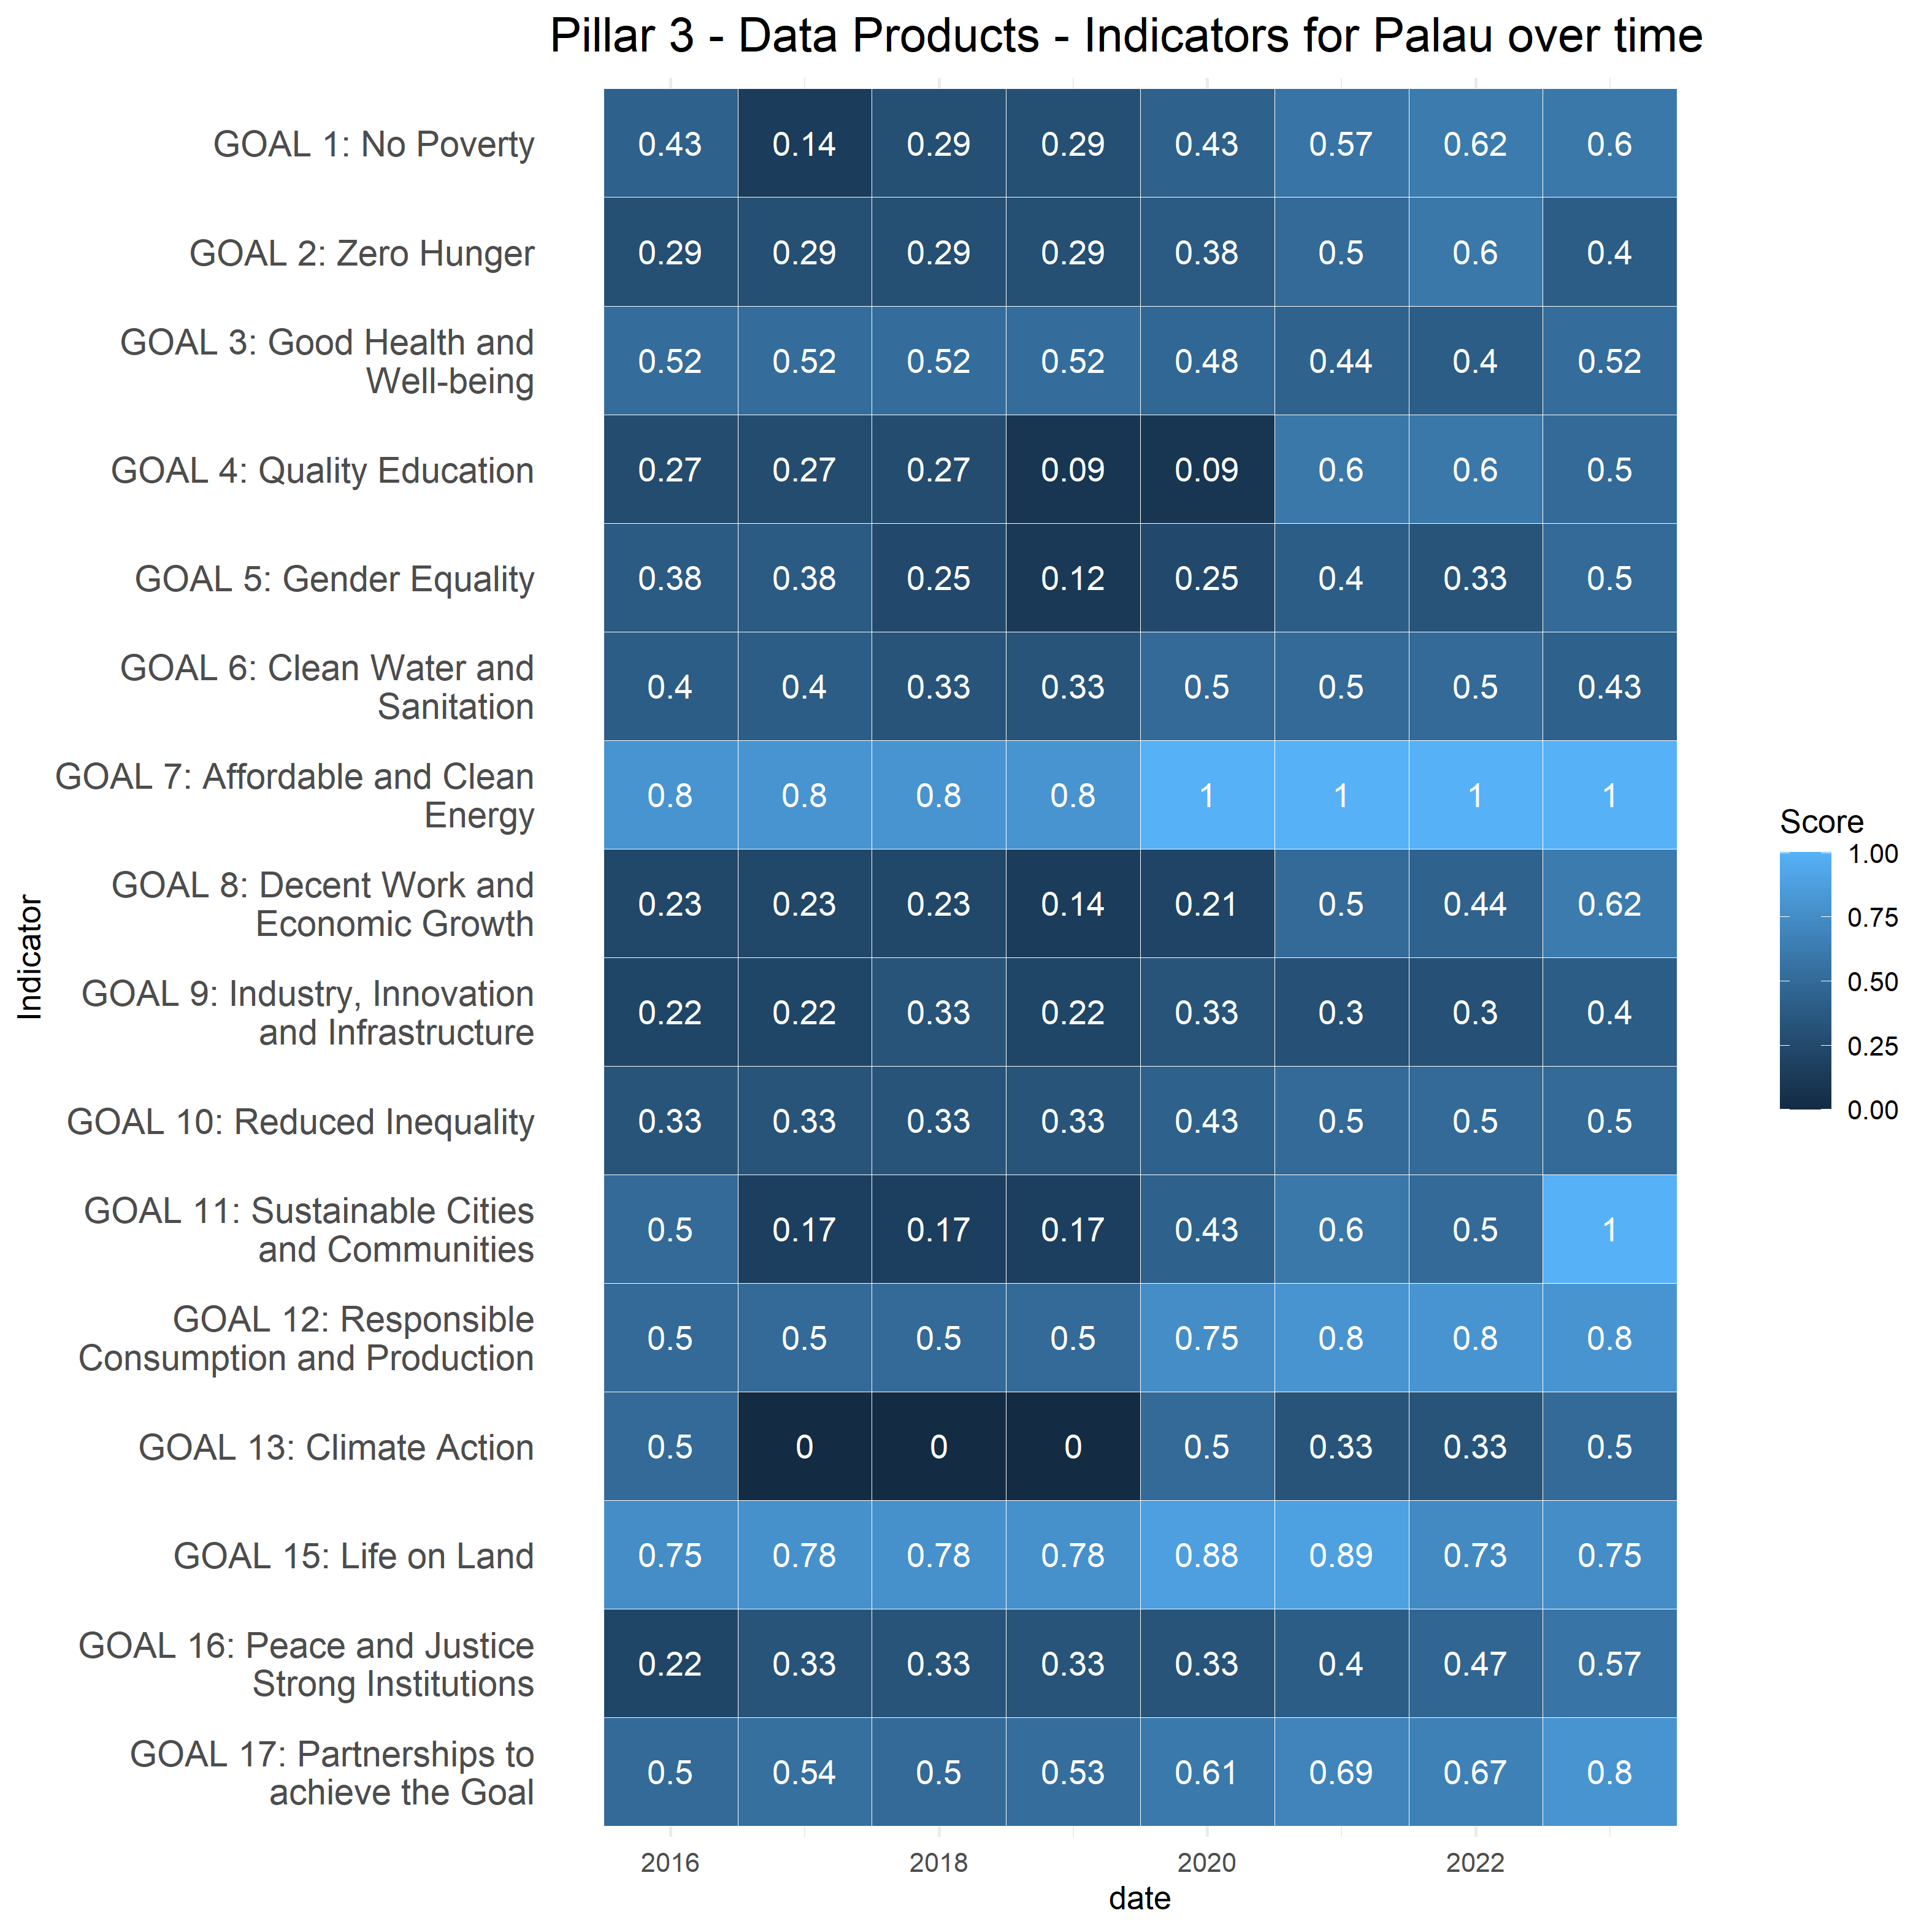 Pillar 3 - Data Products - Indicators for Palau over time
GOAL 1: No Poverty
0.43 0.14 0.29 0.29 0.43 0.57 0.62 0.6
GOAL 2: Zero Hunger
0.29 0.29 0.29 0.29 0.38 0.5 0.6 0.4
GOAL 3: Good Health and
Well-being
0.52 0.52 0.52 0.52 0.48 0.44 0.4 0.52
GOAL 4: Quality Education
0.27 0.27 0.27 0.09 0.09 0.6 0.6 0.5
GOAL 5: Gender Equality
0.38 0.38 0.25 0.12 0.25 0.4 0.33 0.5
GOAL 6: Clean Water and
Sanitation
0.4 0.4 0.33 0.33 0.5 0.5 0.5 0.43
GOAL 7: Affordable and Clean
Energy
0.8 0.8 0.8 0.8 1 1 1 1
GOAL 8: Decent Work and
Economic Growth
0.23 0.23 0.23 0.14 0.21 0.5 0.44 0.62
GOAL 9: Industry, Innovation
and Infrastructure
0.22 0.22 0.33 0.22 0.33 0.3 0.3 0.4
GOAL 10: Reduced Inequality
0.33 0.33 0.33 0.33 0.43 0.5 0.5 0.5
GOAL 11: Sustainable Cities
and Communities
0.5 0.17 0.17 0.17 0.43 0.6 0.5 1
GOAL 12: Responsible
Consumption and Production
0.5 0.5 0.5 0.5 0.75 0.8 0.8 0.8
GOAL 13: Climate Action
0.5 0 0 0 0.5 0.33 0.33 0.5
GOAL 15: Life on Land
0.75 0.78 0.78 0.78 0.88 0.89 0.73 0.75
GOAL 16: Peace and Justice
Strong Institutions
0.22 0.33 0.33 0.33 0.33 0.4 0.47 0.57
GOAL 17: Partnerships to
achieve the Goal
0.5 0.54 0.5 0.53 0.61 0.69 0.67 0.8
2016 2018 2020 2022
date
Indicator
Score
1.00
0.75
0.50
0.25
0.00